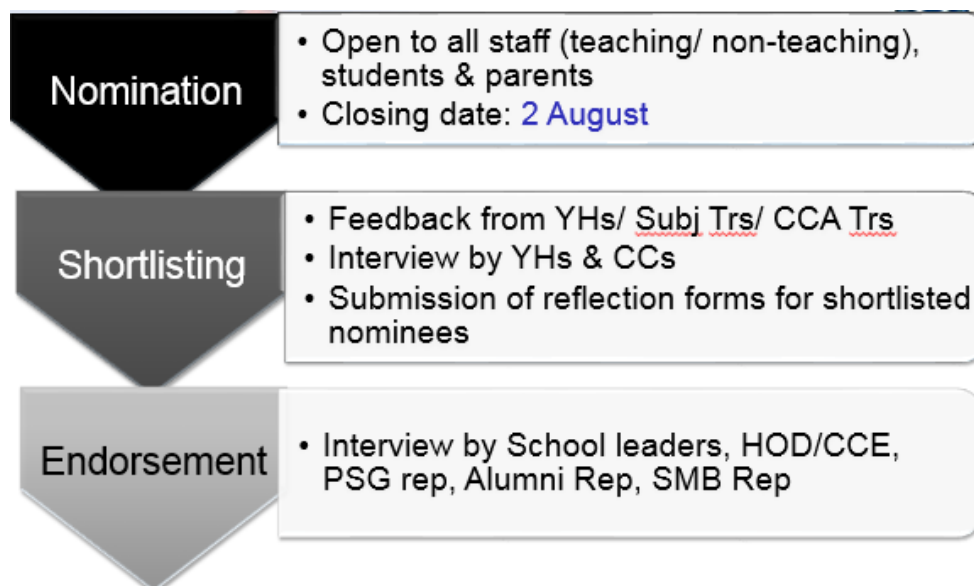 Nomination
• Open to all staff (teaching/ non-teaching),
students & parents
• Closing date: 2 August
Shortlisting
• Feedback from YHs/ Subj Trs/ CCA Trs
• Interview by YHs & CCs
• Submission of reflection forms for shortlisted
nominees
Endorsement
• Interview by School leaders, HOD/CCE,
PSG rep, Alumni Rep, SMB Rep